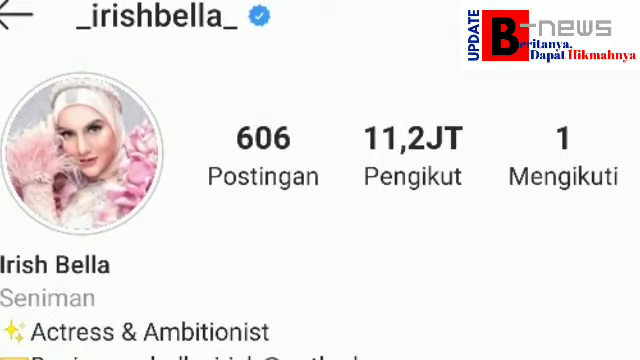 _irishbella_
UPDATE
B-news
Beritanya,
Dapat Hikmahnya
606
11,2JT
1
Postingan
Pengikut
Mengikuti
Irish Bella
Seniman
Actress & Ambitionist